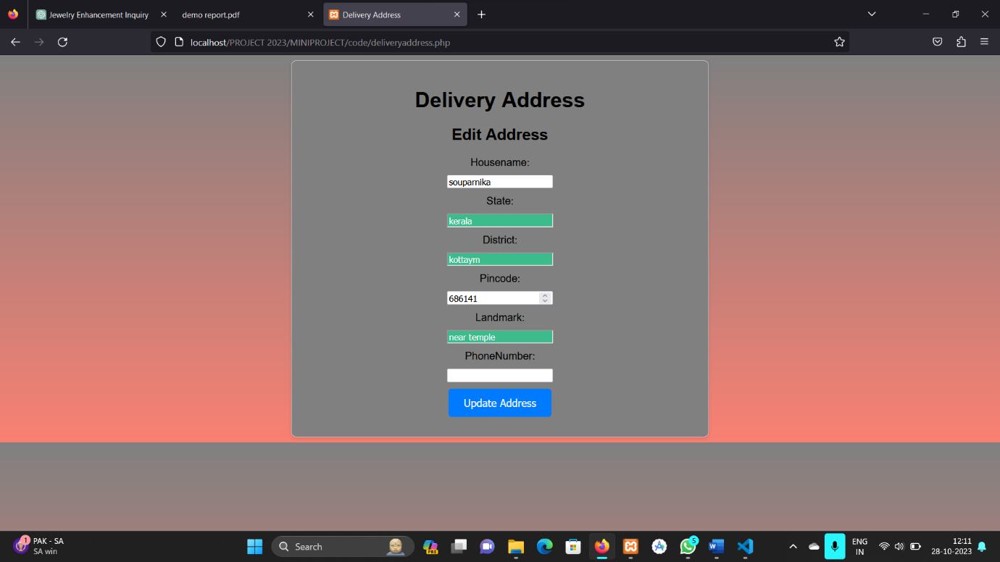 Jewelry Enhancement Inquiry
demo report.pdf
Delivery Address
localhost/PROJECT 2023/MINIPROJECT/code/deliveryaddress.php
Delivery Address
Edit Address
Housename:
souparnika
State:
kerala
District:
kottaym
Pincode:
686141
Landmark:
near temple
PhoneNumber:
Update Address
1
PAK - SA
SA win
Search
PRE
5
ENG
IN
12:11
28-10-2023